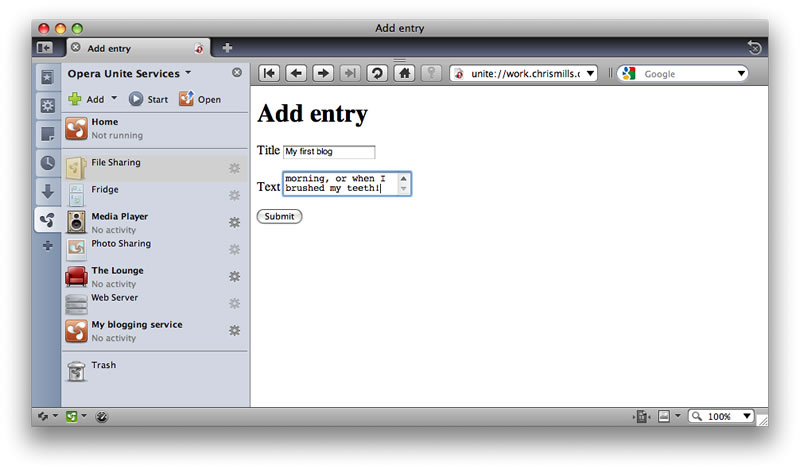 Add entry
Add entry
Opera Unite Services
Add
Start
Open
Home
Not running
File Sharing
Fridge
Media Player
No activity
Photo Sharing
The Lounge
No activity
Web Server
My blogging service
No activity
Trash
unite://work.chrismills.c
Google
Add entry
Title My first blog
Text morning, or when I
brushed my teeth!
Submit
100%